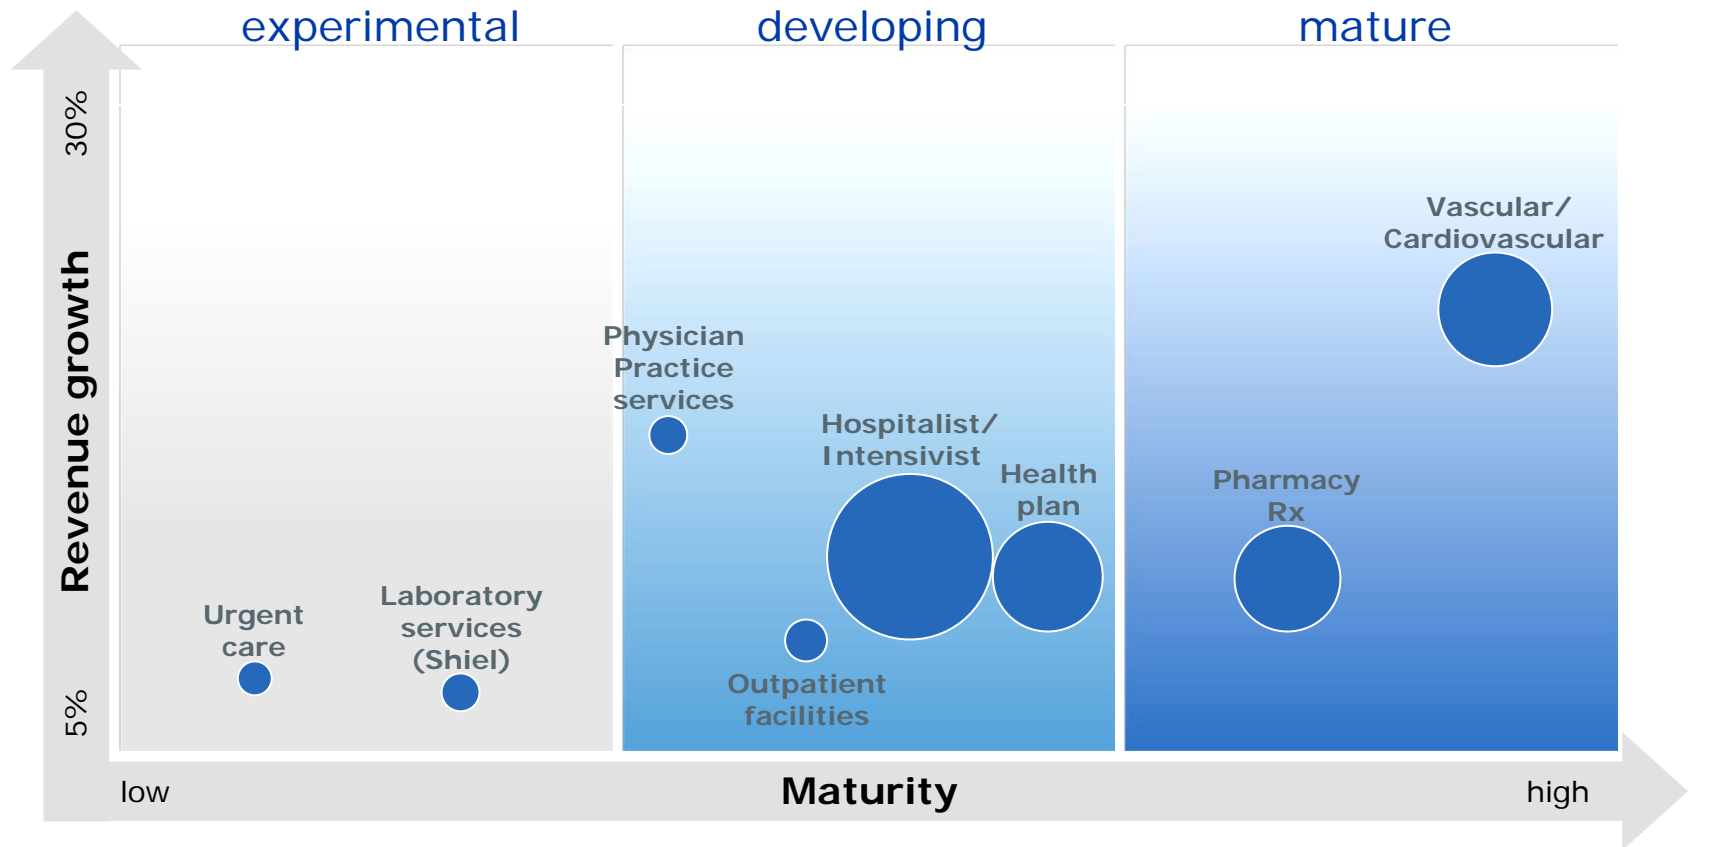 experimental
developing
mature
30%
Revenue growth
5%
Vascular/
Cardiovascular
Physician
Practice
services
Hospitalist/
Intensivist
Health
plan
Pharmacy
Rx
Urgent
care
Laboratory
services
(Shiel)
Outpatient
facilities
low
Maturity
high